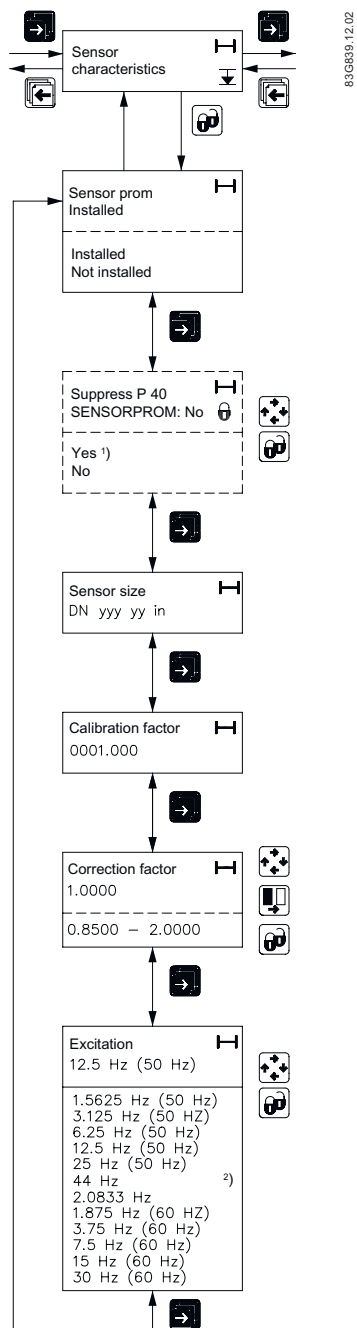 83G839.12.02
Sensor
characteristics
Sensor prom
Installed
Installed
Not installed
Suppress P 40
SENSORPROM: No
Yes ¹)
No
Sensor size
DN yyy yy in
Calibration factor
0001.000
Correction factor
1.0000
0.8500 – 2.0000
Excitation
12.5 Hz (50 Hz)
1.5625 Hz (50 Hz)
3.125 Hz (50 HZ)
6.25 Hz (50 Hz)
12.5 Hz (50 Hz)
25 Hz (50 Hz)
44 Hz ²)
2.0833 Hz
1.875 Hz (60 HZ)
3.75 Hz (60 Hz)
7.5 Hz (60 Hz)
15 Hz (60 Hz)
30 Hz (60 Hz)